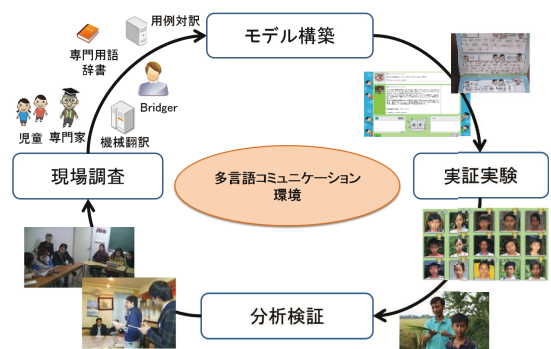 用例対訳
モデル構築
専門用語
辞書
Bridger
児童
専門家
機械翻訳
現場調査
多言語コミュニケーション
環境
実証実験
分析検証